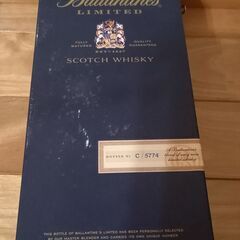 Ballantine's
LIMITED
FULLY MATURED
QUALITY GUARANTEED
SCOTCH WHISKY
BOTTLE No C/5774
THIS BOTTLE OF BALLANTINE'S LIMITED HAS BEEN PERSONALLY SELECTED
BY OUR MASTER BLENDER AND CARRIES ITS OWN UNIQUE NUMBER